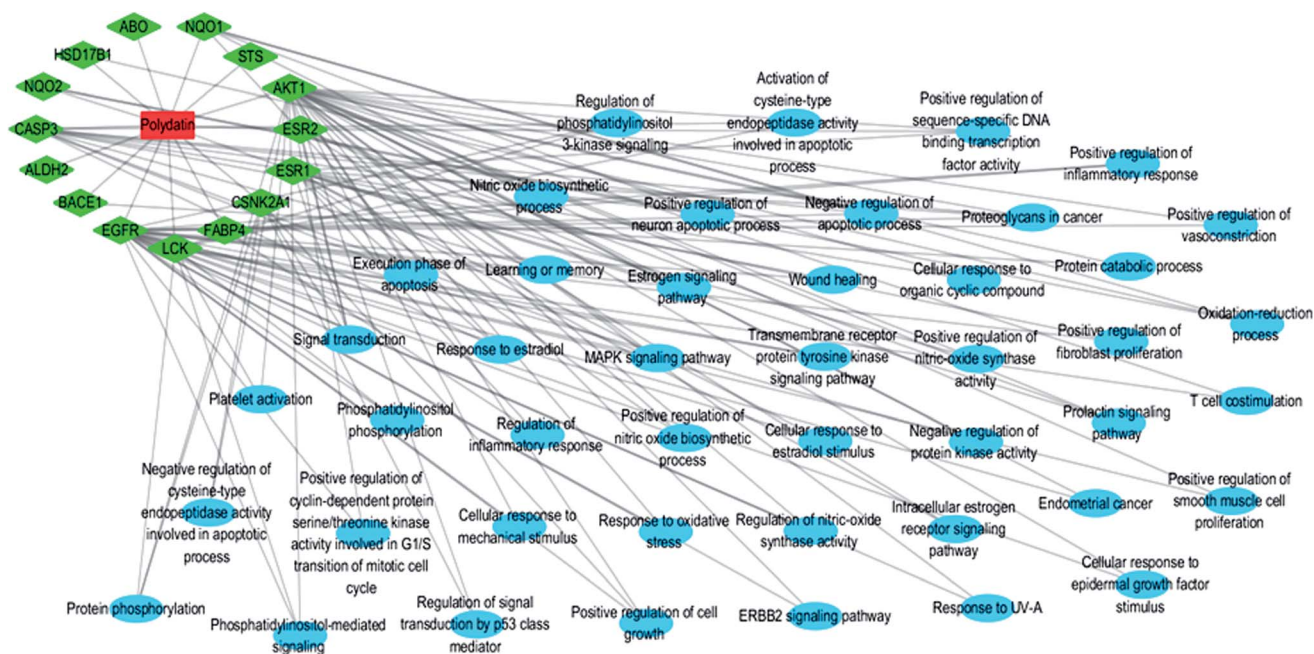 ABO
NQO1
HSD17B1
STS
NQO2
AKT1
Polydatin
CASP3
ESR2
ALDH2
ESR1
BACE1
CSNK2A1
EGFR
FABP4
LCK
Regulation of
phosphatidylinositol
3-kinase signaling
Activation of
cysteine-type
endopeptidase activity
involved in apoptotic
process
Positive regulation of
sequence-specific DNA
binding transcription
factor activity
Positive regulation of
inflammatory response
Nitric oxide biosynthetic
process
Positive regulation of
neuron apoptotic process
Negative regulation of
apoptotic process
Proteoglycans in cancer
Positive regulation of
vasoconstriction
Execution phase of
apoptosis
Learning or memory
Estrogen signaling
pathway
Wound healing
Cellular response to
organic cyclic compound
Protein catabolic process
Oxidation-reduction
process
Signal transduction
Response to estradiol
MAPK signaling pathway
Transmembrane receptor
protein tyrosine kinase
signaling pathway
Positive regulation of
nitric-oxide synthase
activity
Positive regulation of
fibroblast proliferation
T cell costimulation
Platelet activation
Phosphatidylinositol
phosphorylation
Regulation of
inflammatory response
Positive regulation of
nitric oxide biosynthetic
process
Cellular response to
estradiol stimulus
Negative regulation of
protein kinase activity
Prolactin signaling
pathway
Negative regulation of
cysteine-type
endopeptidase activity
involved in apoptotic
process
Positive regulation of
cyclin-dependent protein
serine/threonine kinase
activity involved in G1/S
transition of mitotic cell
cycle
Cellular response to
mechanical stimulus
Response to oxidative
stress
Regulation of nitric-oxide
synthase activity
Intracellular estrogen
receptor signaling
pathway
Endometrial cancer
Positive regulation of
smooth muscle cell
proliferation
Protein phosphorylation
Phosphatidylinositol-mediated
signaling
Regulation of signal
transduction by p53 class
mediator
Positive regulation of cell
growth
ERBB2 signaling pathway
Response to UV-A
Cellular response to
epidermal growth factor
stimulus